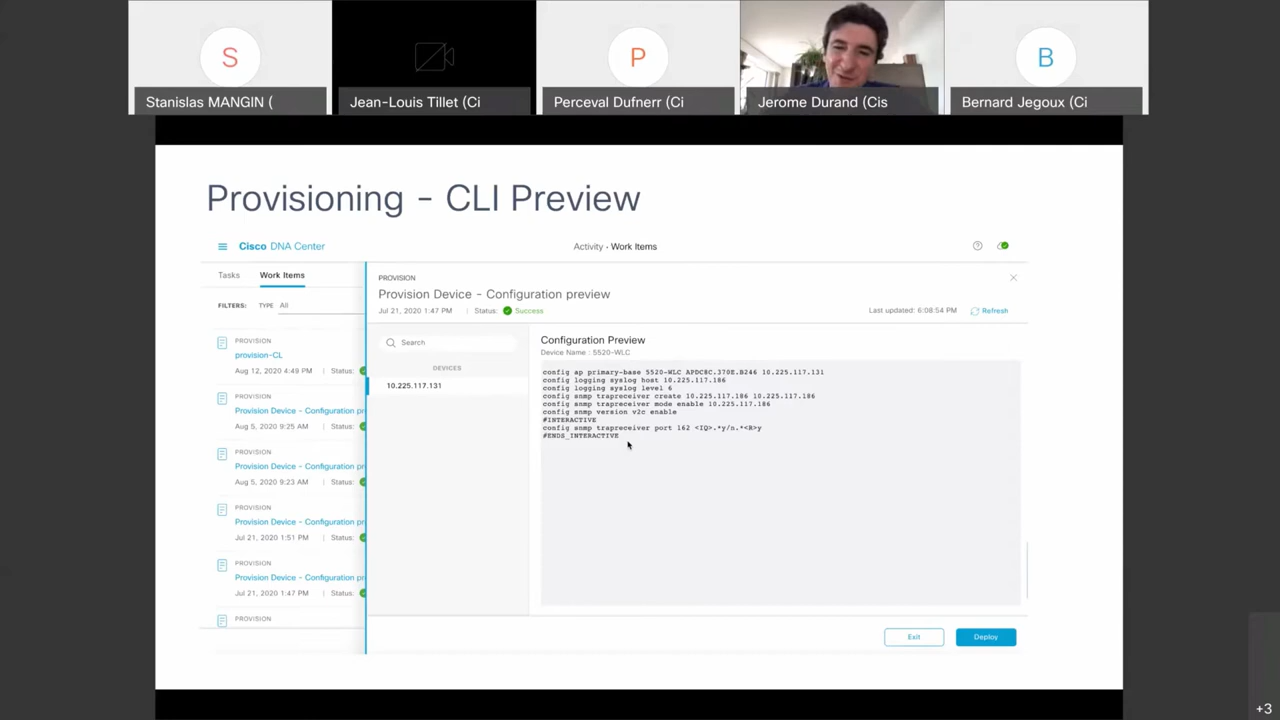 S
P
B
Stanislas MANGIN (
Jean-Louis Tillet (Ci
Perceval Dufnerr (Ci
Jerome Durand (Cis
Bernard Jegoux (Ci
Provisioning - CLI Preview
Cisco DNA Center
Activity · Work Items
Tasks
Work Items
FILTERS: TYPE All
PROVISION
provision-CL
Aug 12, 2020 4:49 PM | Status:
PROVISION
Provision Device - Configuration pr
Aug 5, 2020 9:25 AM | Status:
PROVISION
Provision Device - Configuration pr
Aug 5, 2020 9:23 AM | Status:
PROVISION
Provision Device - Configuration pr
Jul 21, 2020 1:51 PM | Status:
PROVISION
Provision Device - Configuration pr
Jul 21, 2020 1:47 PM | Status:
PROVISION
PROVISION
Provision Device - Configuration preview
Jul 21, 2020 1:47 PM | Status: Success
Last updated: 6:08:54 PM Refresh
Search
DEVICES
10.225.117.131
Configuration Preview
Device Name : 5520-WLC
config ap primary-base 5520-WLC APDC8C.370E.B246 10.225.117.131
config logging syslog host 10.225.117.186
config logging syslog level 6
config snmp trapreceiver create 10.225.117.186 10.225.117.186
config snmp trapreceiver mode enable 10.225.117.186
config snmp version v2c enable
#INTERACTIVE
config snmp trapreceiver port 162 <IQ>.*y/n.*<R>y
#ENDS_INTERACTIVE
Exit
Deploy
+3